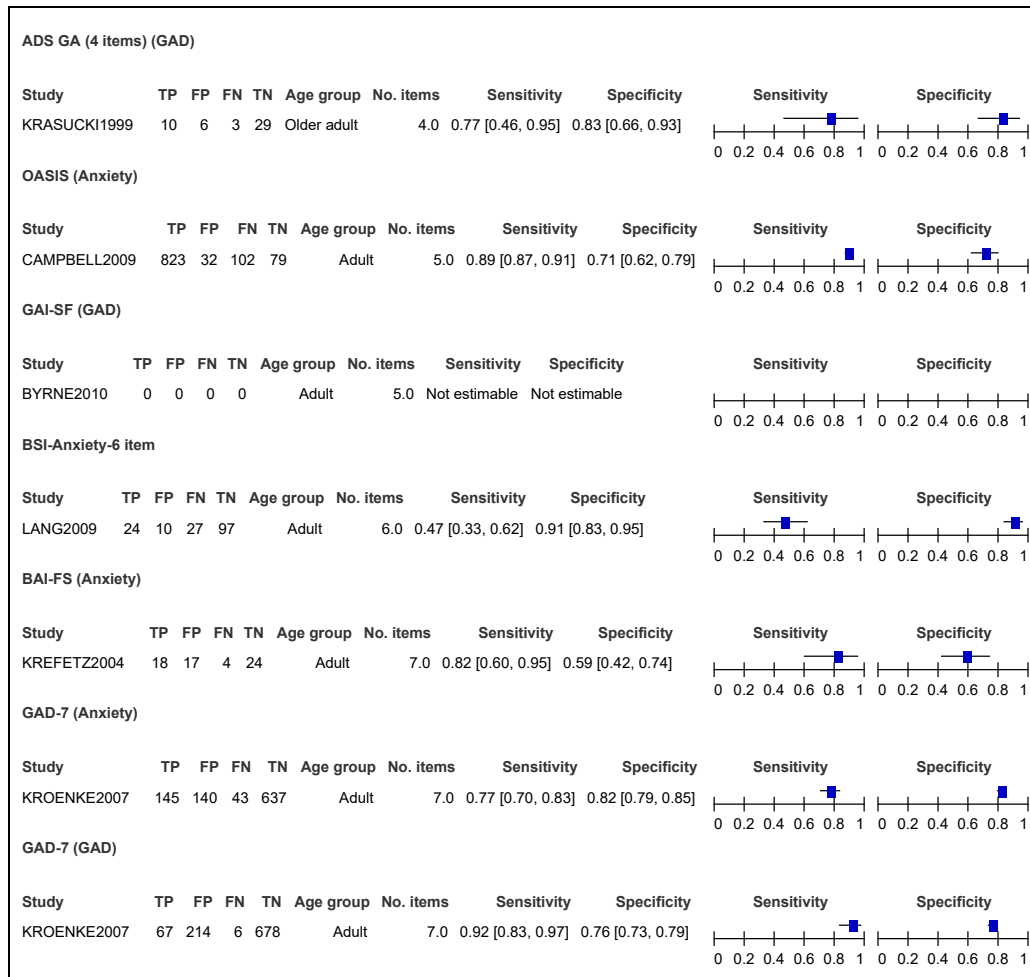 ADS GA (4 items) (GAD)
Study TP FP FN TN Age group No. items Sensitivity Specificity Sensitivity Specificity
KRASUCKI1999 10 6 3 29 Older adult 4.0 0.77 [0.46, 0.95] 0.83 [0.66, 0.93]
0 0.2 0.4 0.6 0.8 1 0 0.2 0.4 0.6 0.8 1
OASIS (Anxiety)
Study TP FP FN TN Age group No. items Sensitivity Specificity Sensitivity Specificity
CAMPBELL2009 823 32 102 79 Adult 5.0 0.89 [0.87, 0.91] 0.71 [0.62, 0.79]
0 0.2 0.4 0.6 0.8 1 0 0.2 0.4 0.6 0.8 1
GAI-SF (GAD)
Study TP FP FN TN Age group No. items Sensitivity Specificity Sensitivity Specificity
BYRNE2010 0 0 0 0 Adult 5.0 Not estimable Not estimable
0 0.2 0.4 0.6 0.8 1 0 0.2 0.4 0.6 0.8 1
BSI-Anxiety-6 item
Study TP FP FN TN Age group No. items Sensitivity Specificity Sensitivity Specificity
LANG2009 24 10 27 97 Adult 6.0 0.47 [0.33, 0.62] 0.91 [0.83, 0.95]
0 0.2 0.4 0.6 0.8 1 0 0.2 0.4 0.6 0.8 1
BAI-FS (Anxiety)
Study TP FP FN TN Age group No. items Sensitivity Specificity Sensitivity Specificity
KREFETZ2004 18 17 4 24 Adult 7.0 0.82 [0.60, 0.95] 0.59 [0.42, 0.74]
0 0.2 0.4 0.6 0.8 1 0 0.2 0.4 0.6 0.8 1
GAD-7 (Anxiety)
Study TP FP FN TN Age group No. items Sensitivity Specificity Sensitivity Specificity
KROENKE2007 145 140 43 637 Adult 7.0 0.77 [0.70, 0.83] 0.82 [0.79, 0.85]
0 0.2 0.4 0.6 0.8 1 0 0.2 0.4 0.6 0.8 1
GAD-7 (GAD)
Study TP FP FN TN Age group No. items Sensitivity Specificity Sensitivity Specificity
KROENKE2007 67 214 6 678 Adult 7.0 0.92 [0.83, 0.97] 0.76 [0.73, 0.79]
0 0.2 0.4 0.6 0.8 1 0 0.2 0.4 0.6 0.8 1